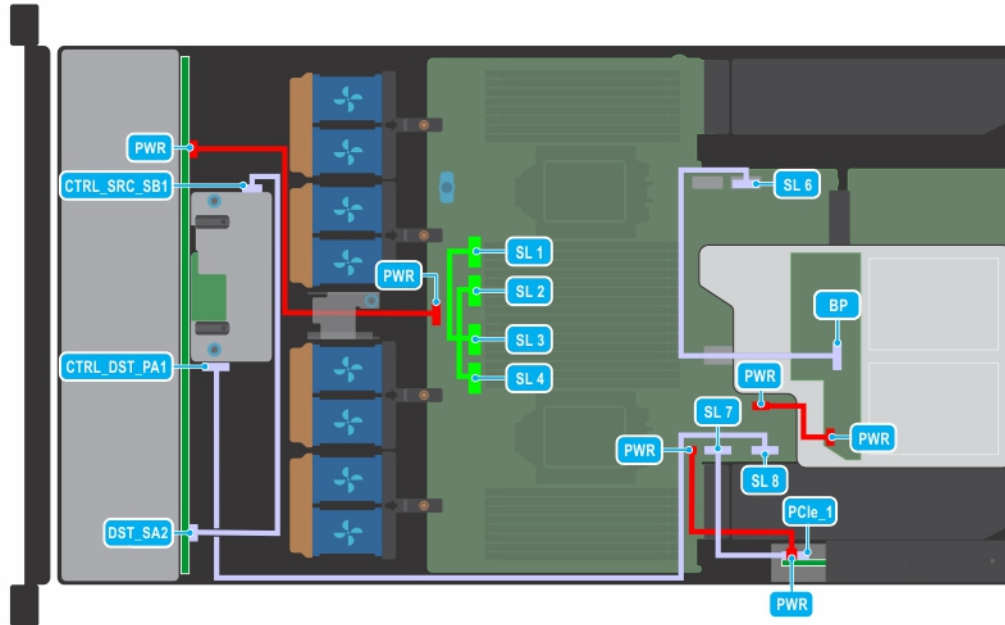 PWR
CTRL_SRC_SB1
SL 6
SL 1
PWR
SL 2
BP
SL 3
CTRL_DST_PA1
SL 4
PWR
SL 7
PWR
PWR
SL 8
PCIe_1
DST_SA2
PWR